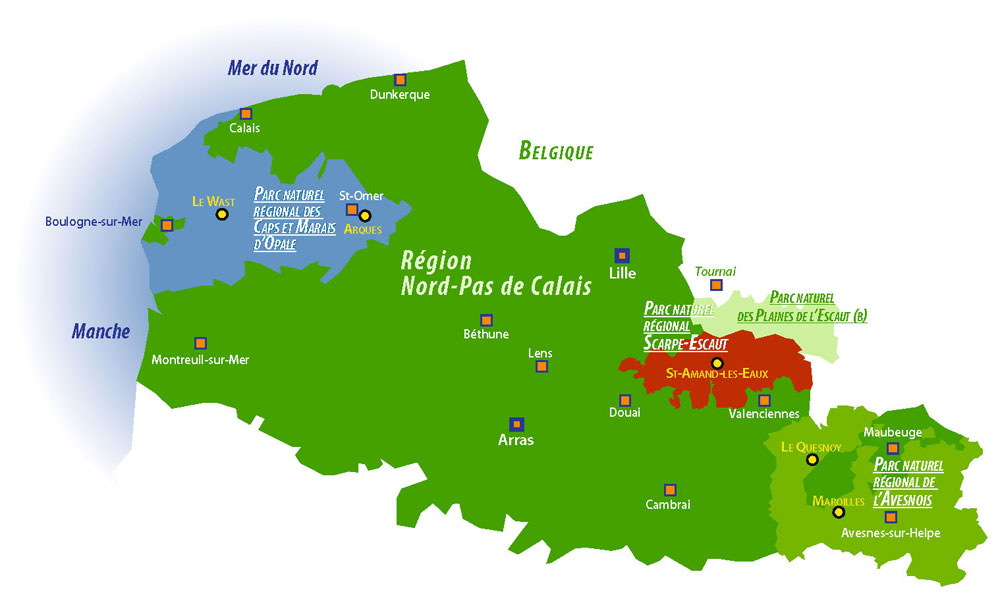 Mer du Nord
Dunkerque
Calais
BELGIQUE
LE WAST
PARC NATUREL
RÉGIONAL DES
CAPS ET MARAIS
D'OPALE
St-Omer
ARQUES
Boulogne-sur-Mer
Région
Nord-Pas de Calais
Lille
Tournai
PARC NATUREL
DES PLAINES DE L'ESCAUT (B)
PARC NATUREL
RÉGIONAL
SCARPE-ESCAUT
Manche
Montreuil-sur-Mer
Béthune
Lens
ST-AMAND-LES-EAUX
Douai
Valenciennes
Arras
Maubeuge
LE QUESNOY
PARC NATUREL
RÉGIONAL DE
L'AVESNOIS
MAROILLES
Cambrai
Avesnes-sur-Helpe